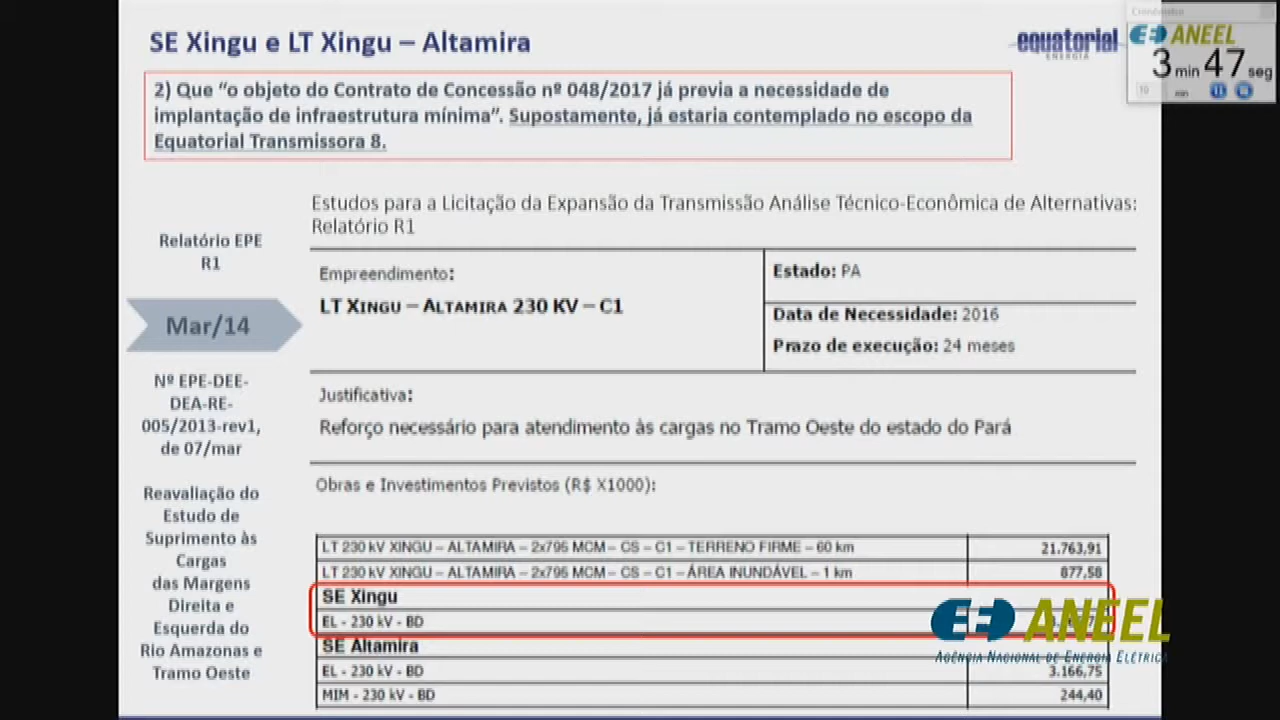 SE Xingu e LT Xingu – Altamira
equatorial
ENERGIA
Cronômetro
ANEEL
3 min 47 seg
10 min
2) Que “o objeto do Contrato de Concessão nº 048/2017 já previa a necessidade de
implantação de infraestrutura mínima”. Supostamente, já estaria contemplado no escopo da
Equatorial Transmissora 8.
Estudos para a Licitação da Expansão da Transmissão Análise Técnico-Econômica de Alternativas:
Relatório R1
Relatório EPE
R1
Mar/14
Nº EPE-DEE-
DEA-RE-
005/2013-rev1,
de 07/mar
Reavaliação do
Estudo de
Suprimento às
Cargas
das Margens
Direita e
Esquerda do
Rio Amazonas e
Tramo Oeste
Empreendimento:
LT XINGU – ALTAMIRA 230 KV – C1
Estado: PA
Data de Necessidade: 2016
Prazo de execução: 24 meses
Justificativa:
Reforço necessário para atendimento às cargas no Tramo Oeste do estado do Pará
Obras e Investimentos Previstos (R$ X1000):
LT 230 kV XINGU – ALTAMIRA – 2x795 MCM – CS – C1 – TERRENO FIRME – 60 km 21.763,91
LT 230 kV XINGU – ALTAMIRA – 2x795 MCM – CS – C1 – ÁREA INUNDÁVEL – 1 km 877,58
SE Xingu
EL - 230 kV - BD
SE Altamira
EL - 230 kV - BD 3.166,75
MIM - 230 kV - BD 244,40
ANEEL
AGÊNCIA NACIONAL DE ENERGIA ELÉTRICA